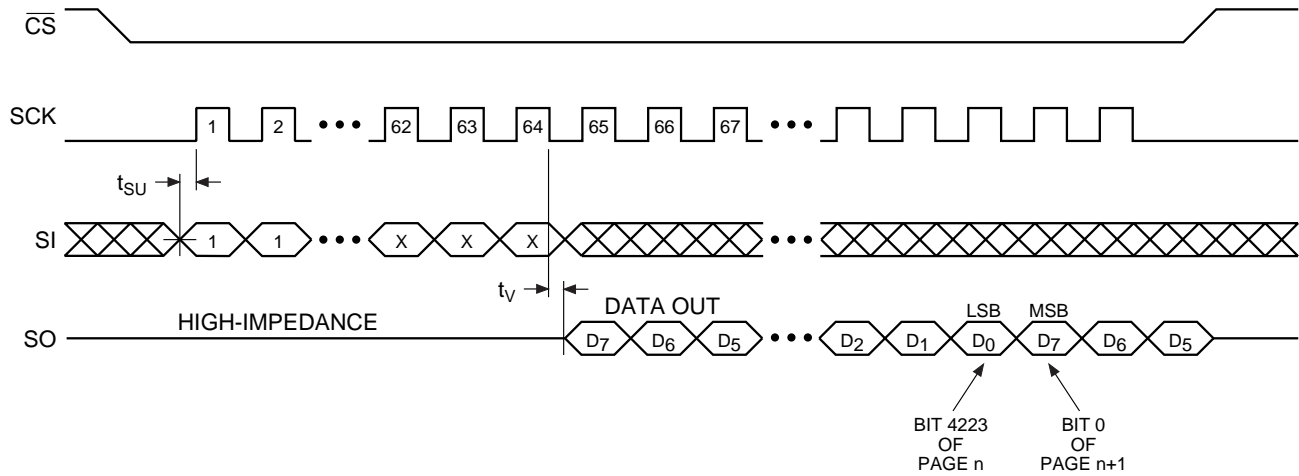 CS
SCK
1 2 ••• 62 63 64 65 66 67 •••
tSU
SI
1 1 ••• X X X •••
tV
HIGH-IMPEDANCE
DATA OUT
LSB MSB
SO
D7 D6 D5 ••• D2 D1 D0 D7 D6 D5
BIT 4223
OF
PAGE n
BIT 0
OF
PAGE n+1